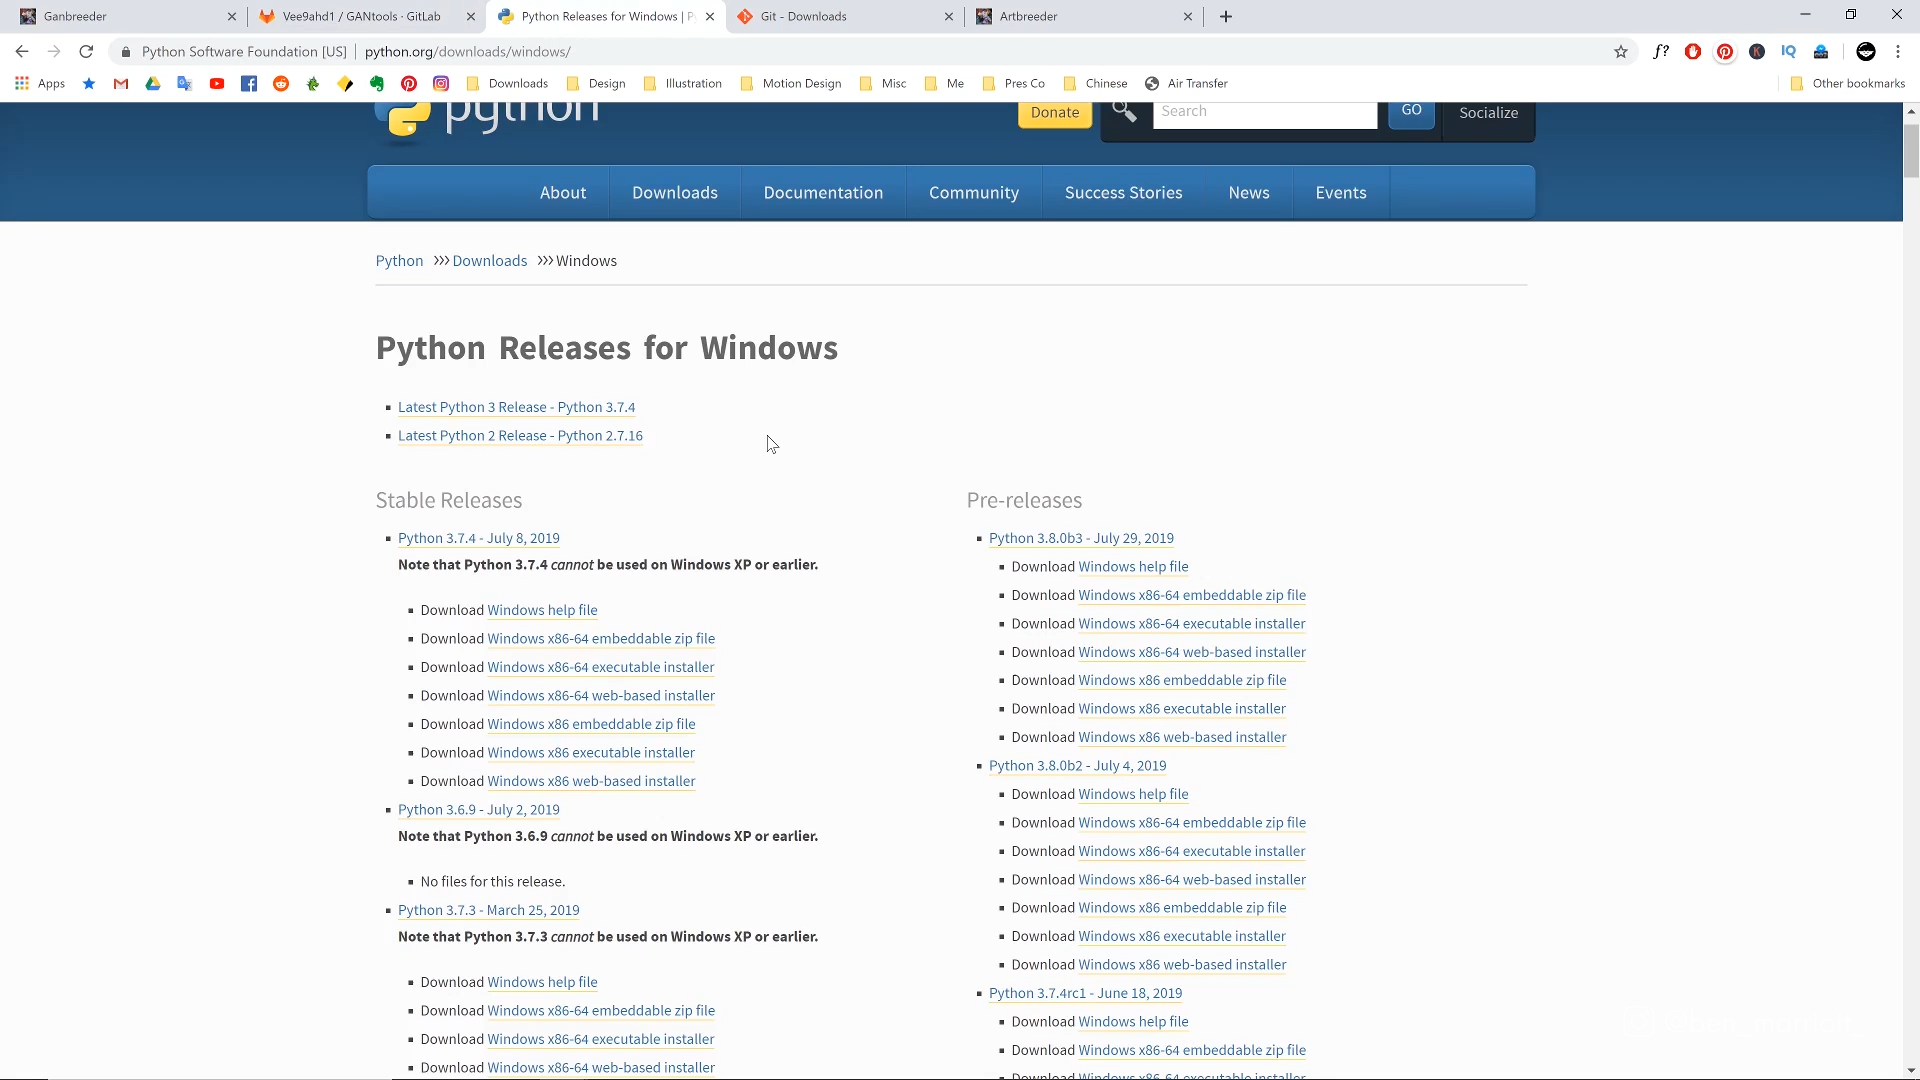 Ganbreeder
Vee9ahd1 / GANtools · GitLab
Python Releases for Windows | Py
Git - Downloads
Artbreeder
Python Software Foundation [US] | python.org/downloads/windows/
Apps
Downloads
Design
Illustration
Motion Design
Misc
Me
Pres Co
Chinese
Air Transfer
Other bookmarks
python
Donate
Search
GO
Socialize
About
Downloads
Documentation
Community
Success Stories
News
Events
Python >>> Downloads >>> Windows
Python Releases for Windows
Latest Python 3 Release - Python 3.7.4
Latest Python 2 Release - Python 2.7.16
Stable Releases
Python 3.7.4 - July 8, 2019
Note that Python 3.7.4 cannot be used on Windows XP or earlier.
Download Windows help file
Download Windows x86-64 embeddable zip file
Download Windows x86-64 executable installer
Download Windows x86-64 web-based installer
Download Windows x86 embeddable zip file
Download Windows x86 executable installer
Download Windows x86 web-based installer
Python 3.6.9 - July 2, 2019
Note that Python 3.6.9 cannot be used on Windows XP or earlier.
No files for this release.
Python 3.7.3 - March 25, 2019
Note that Python 3.7.3 cannot be used on Windows XP or earlier.
Download Windows help file
Download Windows x86-64 embeddable zip file
Download Windows x86-64 executable installer
Download Windows x86-64 web-based installer
Pre-releases
Python 3.8.0b3 - July 29, 2019
Download Windows help file
Download Windows x86-64 embeddable zip file
Download Windows x86-64 executable installer
Download Windows x86-64 web-based installer
Download Windows x86 embeddable zip file
Download Windows x86 executable installer
Download Windows x86 web-based installer
Python 3.8.0b2 - July 4, 2019
Download Windows help file
Download Windows x86-64 embeddable zip file
Download Windows x86-64 executable installer
Download Windows x86-64 web-based installer
Download Windows x86 embeddable zip file
Download Windows x86 executable installer
Download Windows x86 web-based installer
Python 3.7.4rc1 - June 18, 2019
Download Windows help file
Download Windows x86-64 embeddable zip file
Download Windows x86-64 executable installer